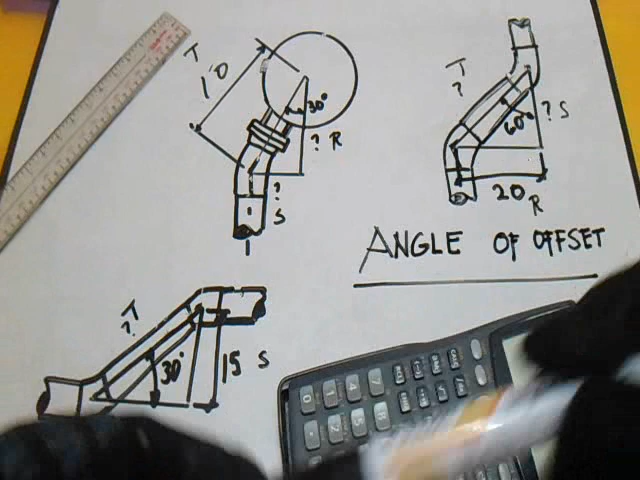 T
1'0
30°
? R
?
S
T
?
60°
? S
20
R
ANGLE OF OFFSET
T
?
30°
15 S